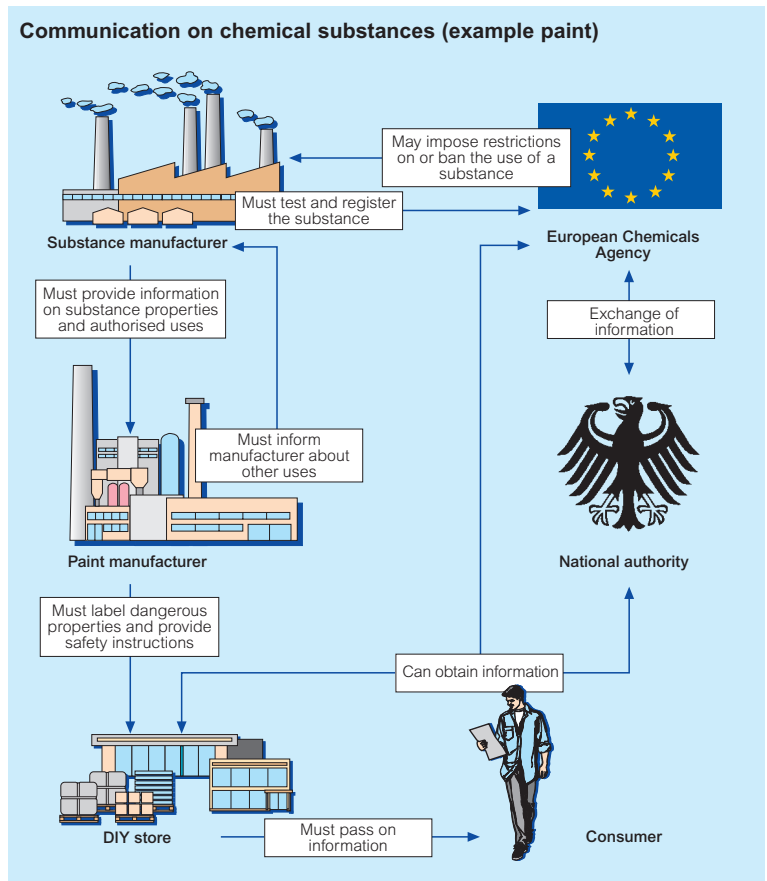 Communication on chemical substances (example paint)
May impose restrictions
on or ban the use of a
substance
Must test and register
the substance
Substance manufacturer
European Chemicals
Agency
Must provide information
on substance properties
and authorised uses
Exchange of
information
Must inform
manufacturer about
other uses
Paint manufacturer
National authority
Must label dangerous
properties and provide
safety instructions
Can obtain information
DIY store
Must pass on
information
Consumer